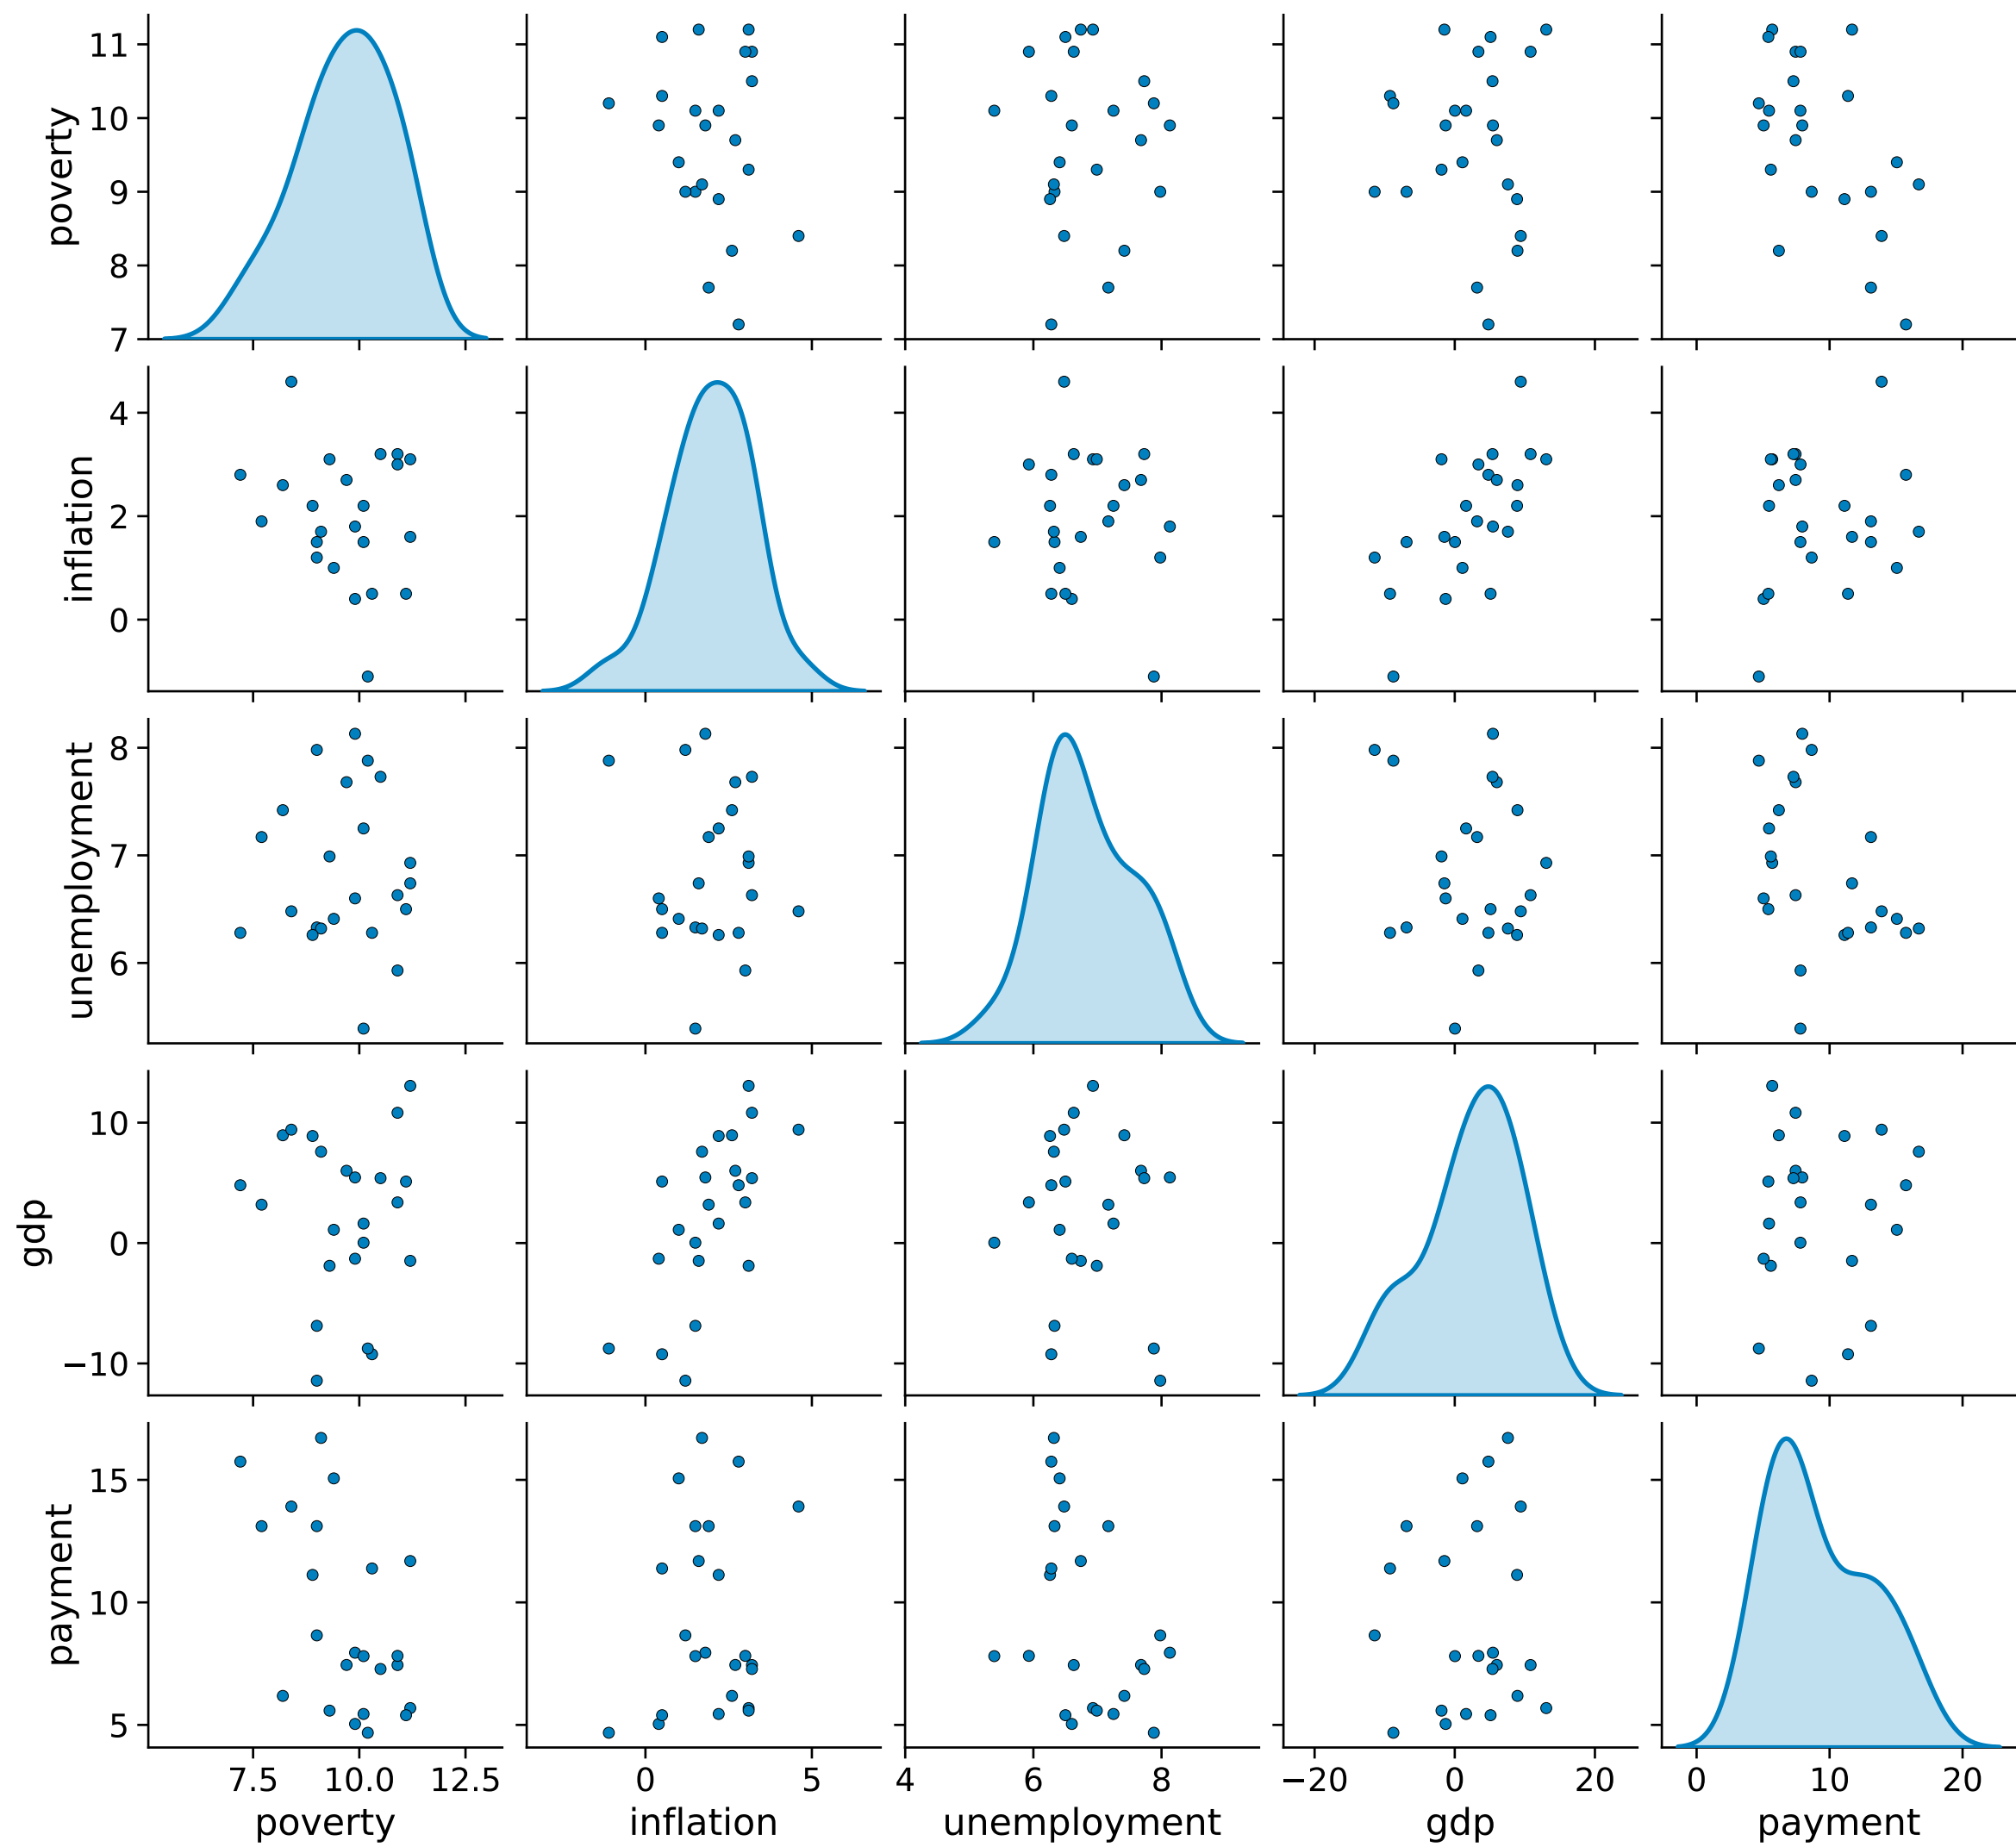 poverty
11
10
9
8
7
inflation
4
2
0
unemployment
8
7
6
gdp
10
0
−10
payment
15
10
5
7.5 10.0 12.5 0 5 4 6 8 −20 0 20 0 10 20
poverty inflation unemployment gdp payment